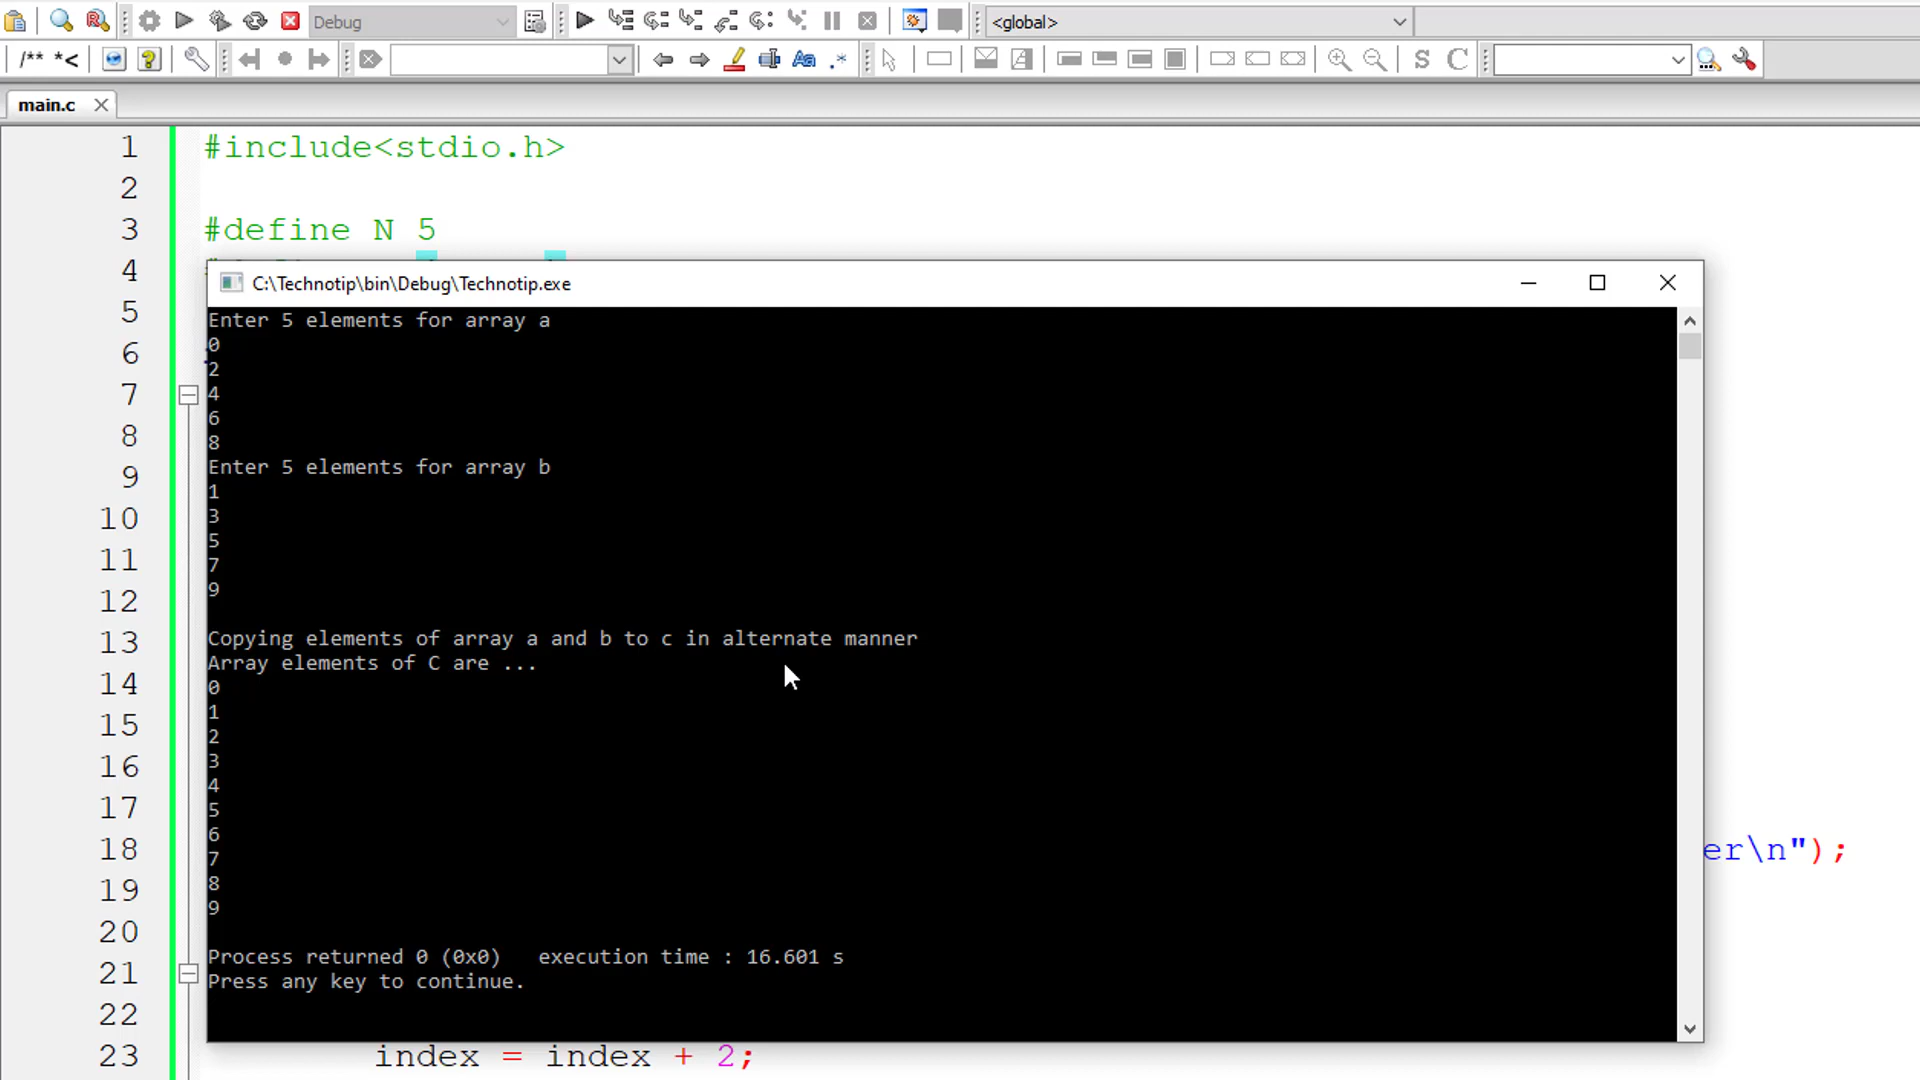 Debug
<global>
/** *<
Aa .*
S C
main.c
1 #include<stdio.h>
2
3 #define N 5
4
5
6
7
8
9
10
11
12
13
14
15
16
17
18 er\n");
19
20
21
22
23 index = index + 2;
C:\Technotip\bin\Debug\Technotip.exe
Enter 5 elements for array a
0
2
4
6
8
Enter 5 elements for array b
1
3
5
7
9
Copying elements of array a and b to c in alternate manner
Array elements of C are ...
0
1
2
3
4
5
6
7
8
9
Process returned 0 (0x0)   execution time : 16.601 s
Press any key to continue.